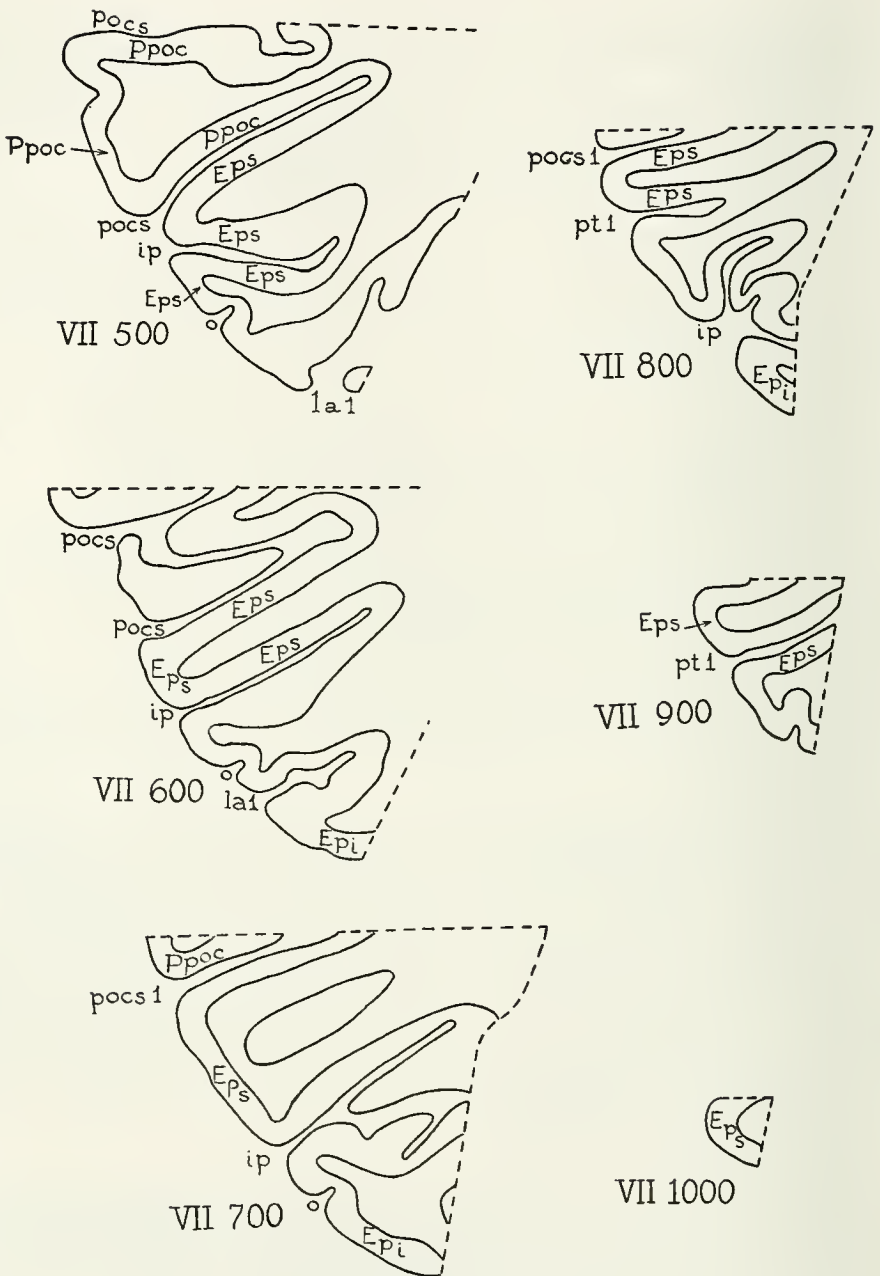 pocs
Ppoc
Ppoc
Ppoc
Eps
pocs
ip
Eps
Eps
Eps
VII 500
o
la1
pocs1
Eps
Eps
pt1
ip
VII 800
Epi
pocs
pocs
Eps
Eps
Eps
ip
VII 600
o
la1
Epi
Eps
pt1
Eps
VII 900
Ppoc
pocs1
Eps
ip
VII 700
o
Epi
Eps
VII 1000